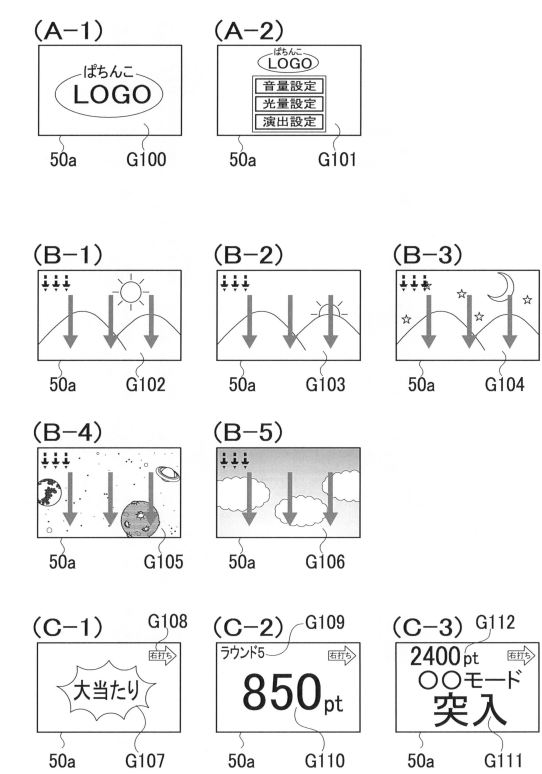 (A-1)
(A-2)
ぱちんこ
LOGO
ぱちんこ
LOGO
音量設定
光量設定
演出設定
50a
G100
50a
G101
(B-1)
(B-2)
(B-3)
50a
G102
50a
G103
50a
G104
(B-4)
(B-5)
50a
G105
50a
G106
(C-1)
G108
(C-2)
G109
(C-3)
G112
右打ち
大当たり
ラウンド5
右打ち
850pt
2400pt
右打ち
○○モード
突入
50a
G107
50a
G110
50a
G111